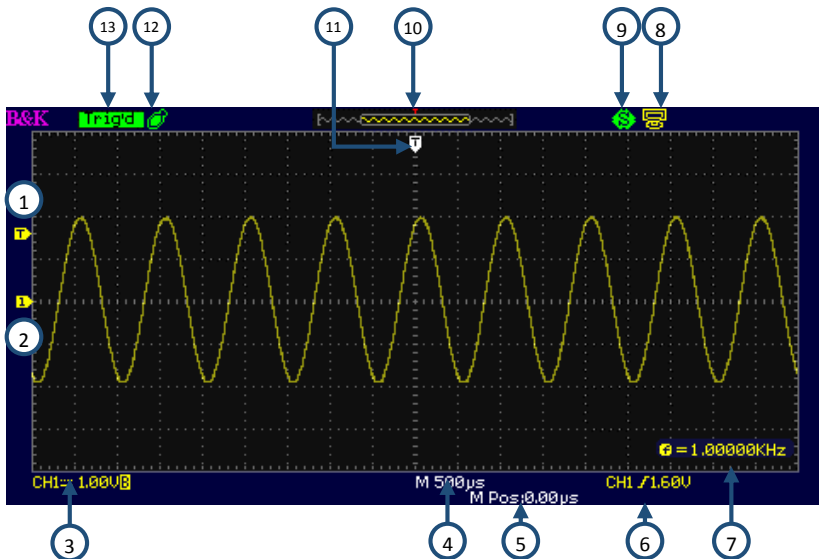 13 12 11 10 9 8
B&K Trig'd T S
T
1
T
1
2
f=1.00000KHz
CH1 1.00VB M 500µs CH1 1.60V
M Pos:0.00µs
3 4 5 6 7